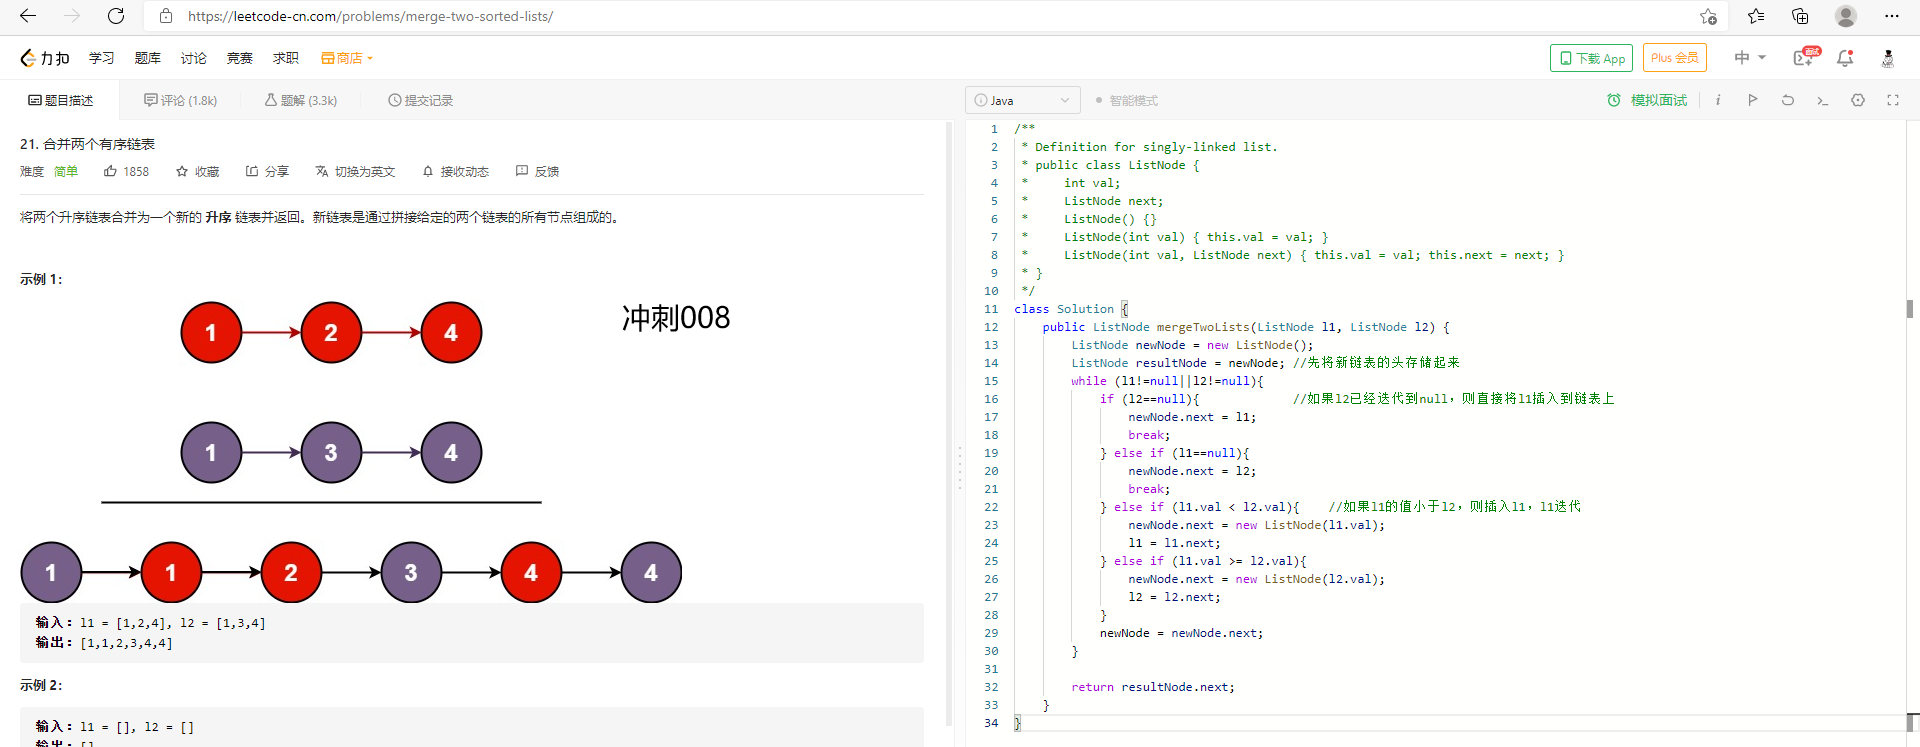 https://leetcode-cn.com/problems/merge-two-sorted-lists/
力扣 学习 题库 讨论 竞赛 求职 商店 下载 App Plus 会员 中 面试
题目描述 评论 (1.8k) 题解 (3.3k) 提交记录
21. 合并两个有序链表
难度 简单 1858 收藏 分享 切换为英文 接收动态 反馈
将两个升序链表合并为一个新的 升序 链表并返回。新链表是通过拼接给定的两个链表的所有节点组成的。
示例 1：
冲刺008
1 2 4
1 3 4
1 1 2 3 4 4
输入：l1 = [1,2,4], l2 = [1,3,4]
输出：[1,1,2,3,4,4]
示例 2：
输入：l1 = [], l2 = []
输出：[]
Java 智能模式 模拟面试
1 /**
2 * Definition for singly-linked list.
3 * public class ListNode {
4 *     int val;
5 *     ListNode next;
6 *     ListNode() {}
7 *     ListNode(int val) { this.val = val; }
8 *     ListNode(int val, ListNode next) { this.val = val; this.next = next; }
9 * }
10 */
11 class Solution {
12     public ListNode mergeTwoLists(ListNode l1, ListNode l2) {
13         ListNode newNode = new ListNode();
14         ListNode resultNode = newNode; //先将新链表的头存储起来
15         while (l1!=null||l2!=null){
16             if (l2==null){             //如果l2已经迭代到null，则直接将l1插入到链表上
17                 newNode.next = l1;
18                 break;
19             } else if (l1==null){
20                 newNode.next = l2;
21                 break;
22             } else if (l1.val < l2.val){    //如果l1的值小于l2，则插入l1，l1迭代
23                 newNode.next = new ListNode(l1.val);
24                 l1 = l1.next;
25             } else if (l1.val >= l2.val){
26                 newNode.next = new ListNode(l2.val);
27                 l2 = l2.next;
28             }
29             newNode = newNode.next;
30         }
31
32         return resultNode.next;
33     }
34 }